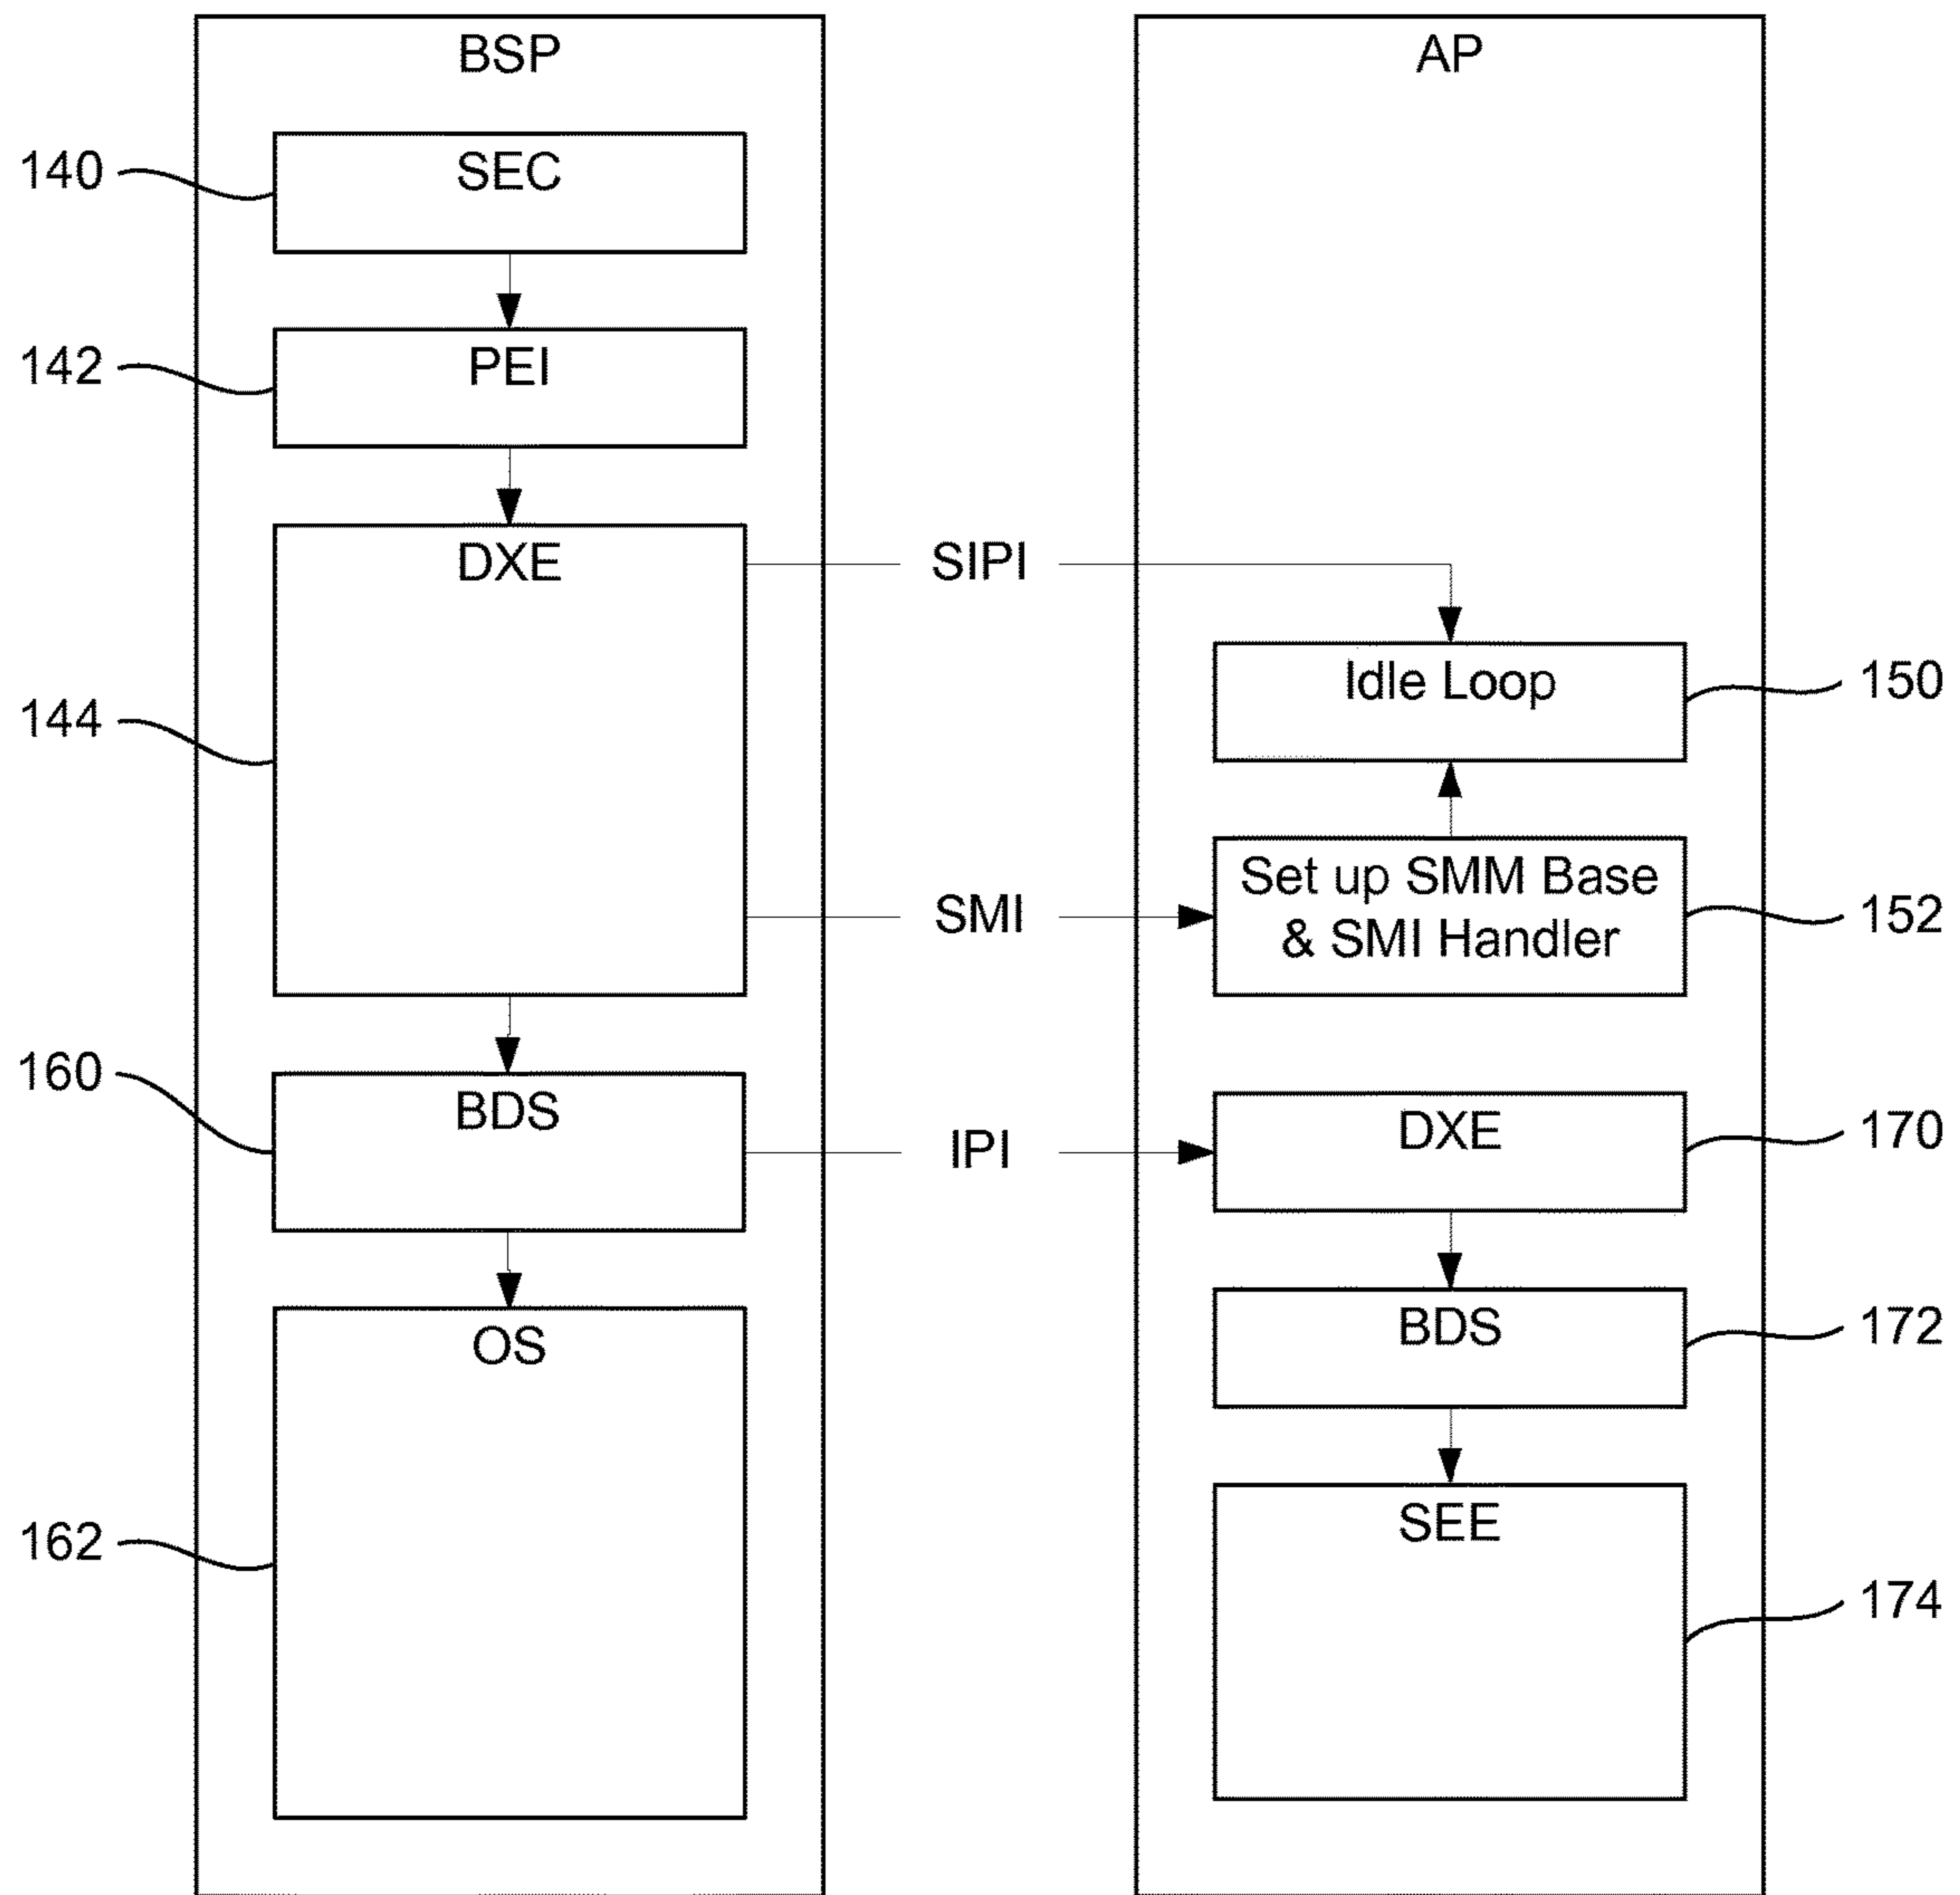 BSP
AP
140
SEC
142
PEI
DXE
SIPI
144
Idle Loop
150
SMI
Set up SMM Base
& SMI Handler
152
160
BDS
IPI
DXE
170
OS
BDS
172
162
SEE
174